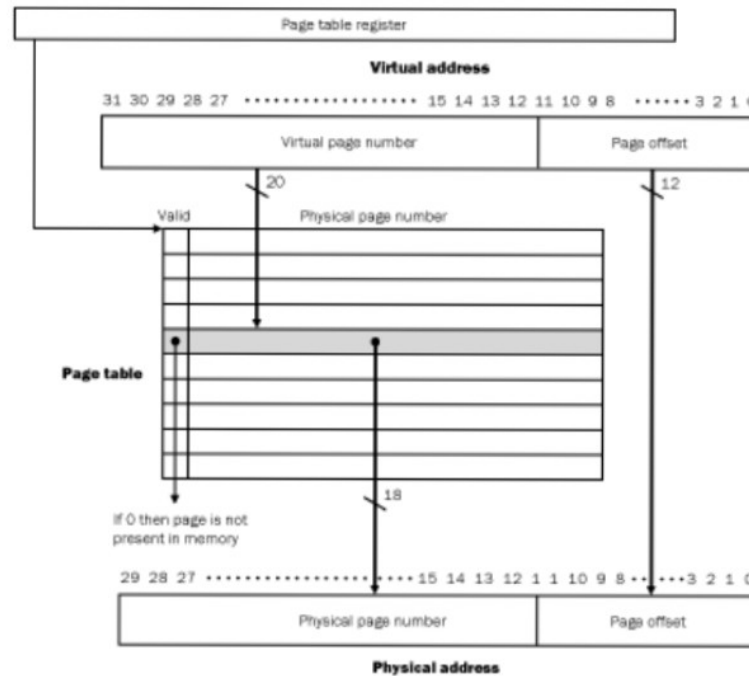 Page table register
Virtual address
31 30 29 28 27 •••••••••••••••••• 15 14 13 12 11 10 9 8 •••••• 3 2 1 0
Virtual page number Page offset
20 12
Valid Physical page number
Page table
18
If 0 then page is not
present in memory
29 28 27 ••••••••••••••••••••• 15 14 13 12 1 1 10 9 8 •••••• 3 2 1 0
Physical page number Page offset
Physical address